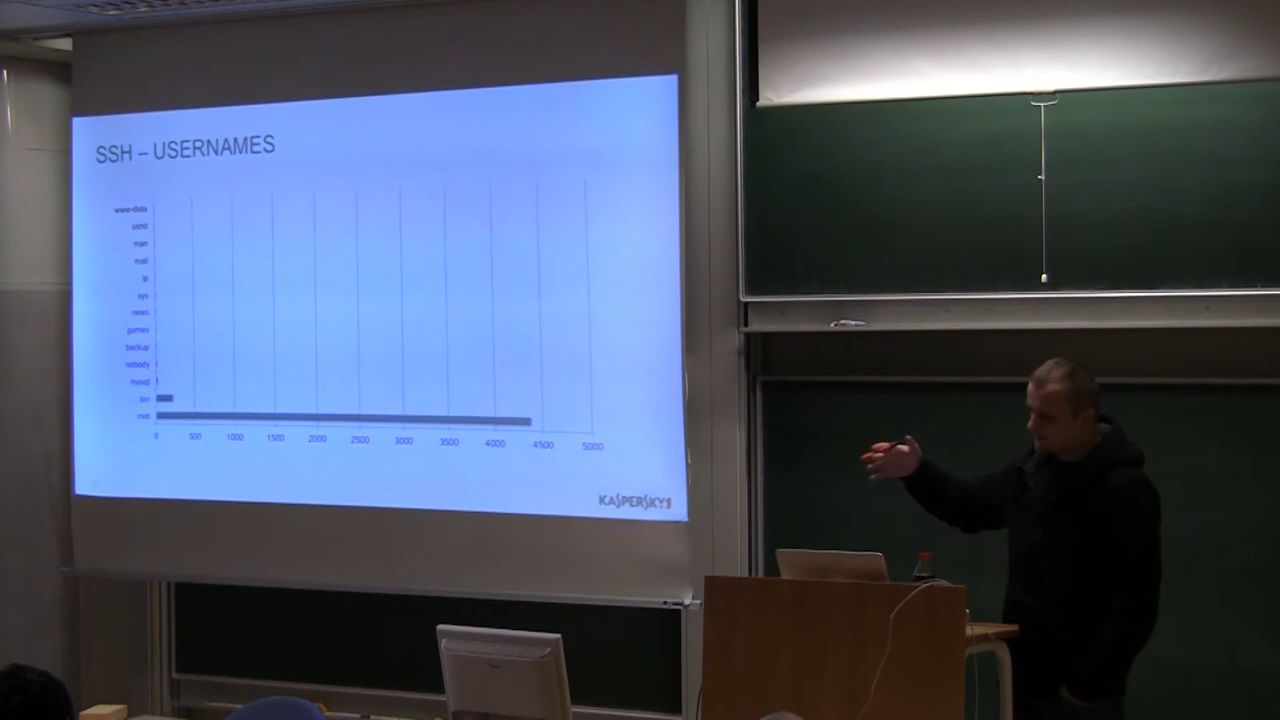 SSH – USERNAMES
www-data
sshd
man
mail
lp
sys
news
games
backup
nobody
mysql
bin
root
0 500 1000 1500 2000 2500 3000 3500 4000 4500 5000
KASPERSKY